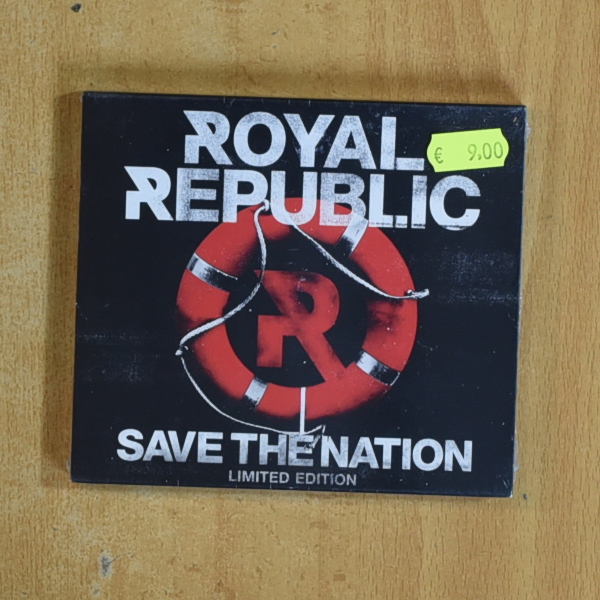 ROYAL
€ 9,00
REPUBLIC
R
SAVE THE NATION
LIMITED EDITION